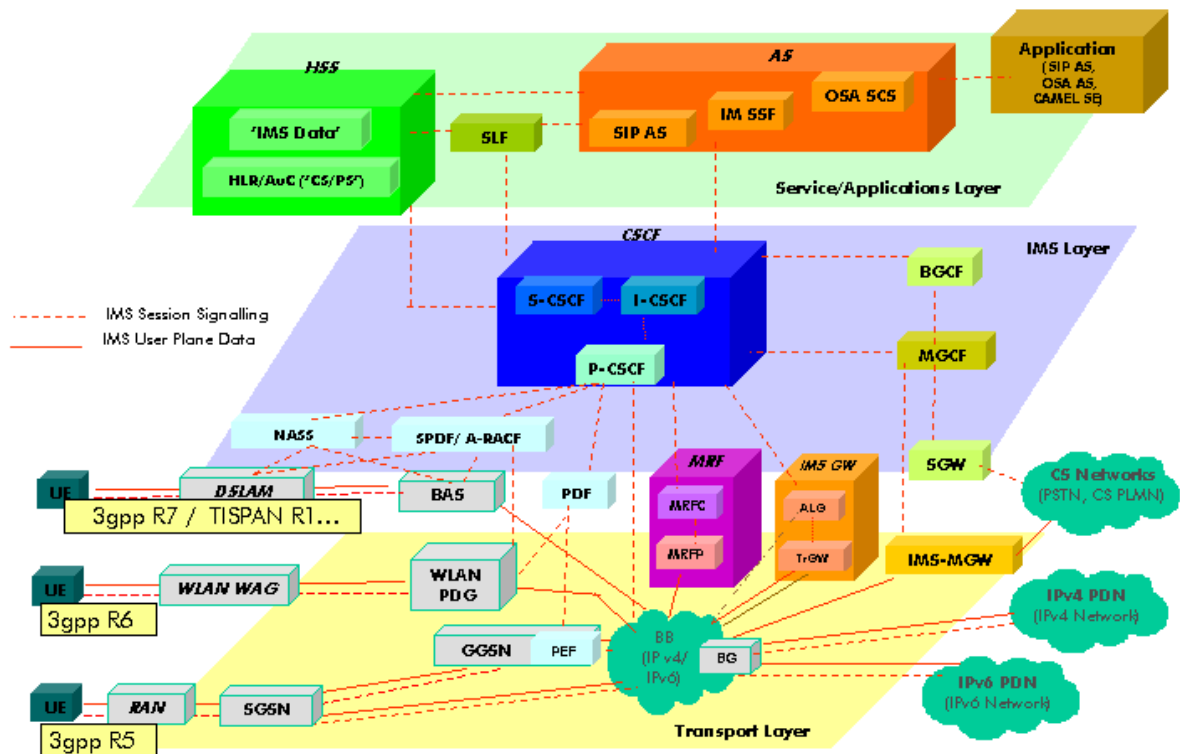 HSS
AS
Application
(SIP AS,
OSA AS,
CAMEL SE)
OSA SCS
IM SSF
'IMS Data'
SLF
SIP AS
HLR/AuC ('CS/PS')
Service/Applications Layer
CSCF
IMS Layer
BGCF
S-CSCF
I-CSCF
IMS Session Signalling
IMS User Plane Data
MGCF
P-CSCF
NASS
SPDF/ A-RACF
MRF
IMS GW
SGW
CS Networks
(PSTN, CS PLMN)
UE
DSLAM
BAS
PDF
MRFC
ALG
3gpp R7 / TISPAN R1...
MRFP
TrGW
IMS-MGW
UE
WLAN WAG
WLAN
PDG
IPv4 PDN
(IPv4 Network)
3gpp R6
GGSN
PEF
BB
(IP v4/
IPv6)
BG
IPv6 PDN
(IPv6 Network)
UE
RAN
SGSN
Transport Layer
3gpp R5